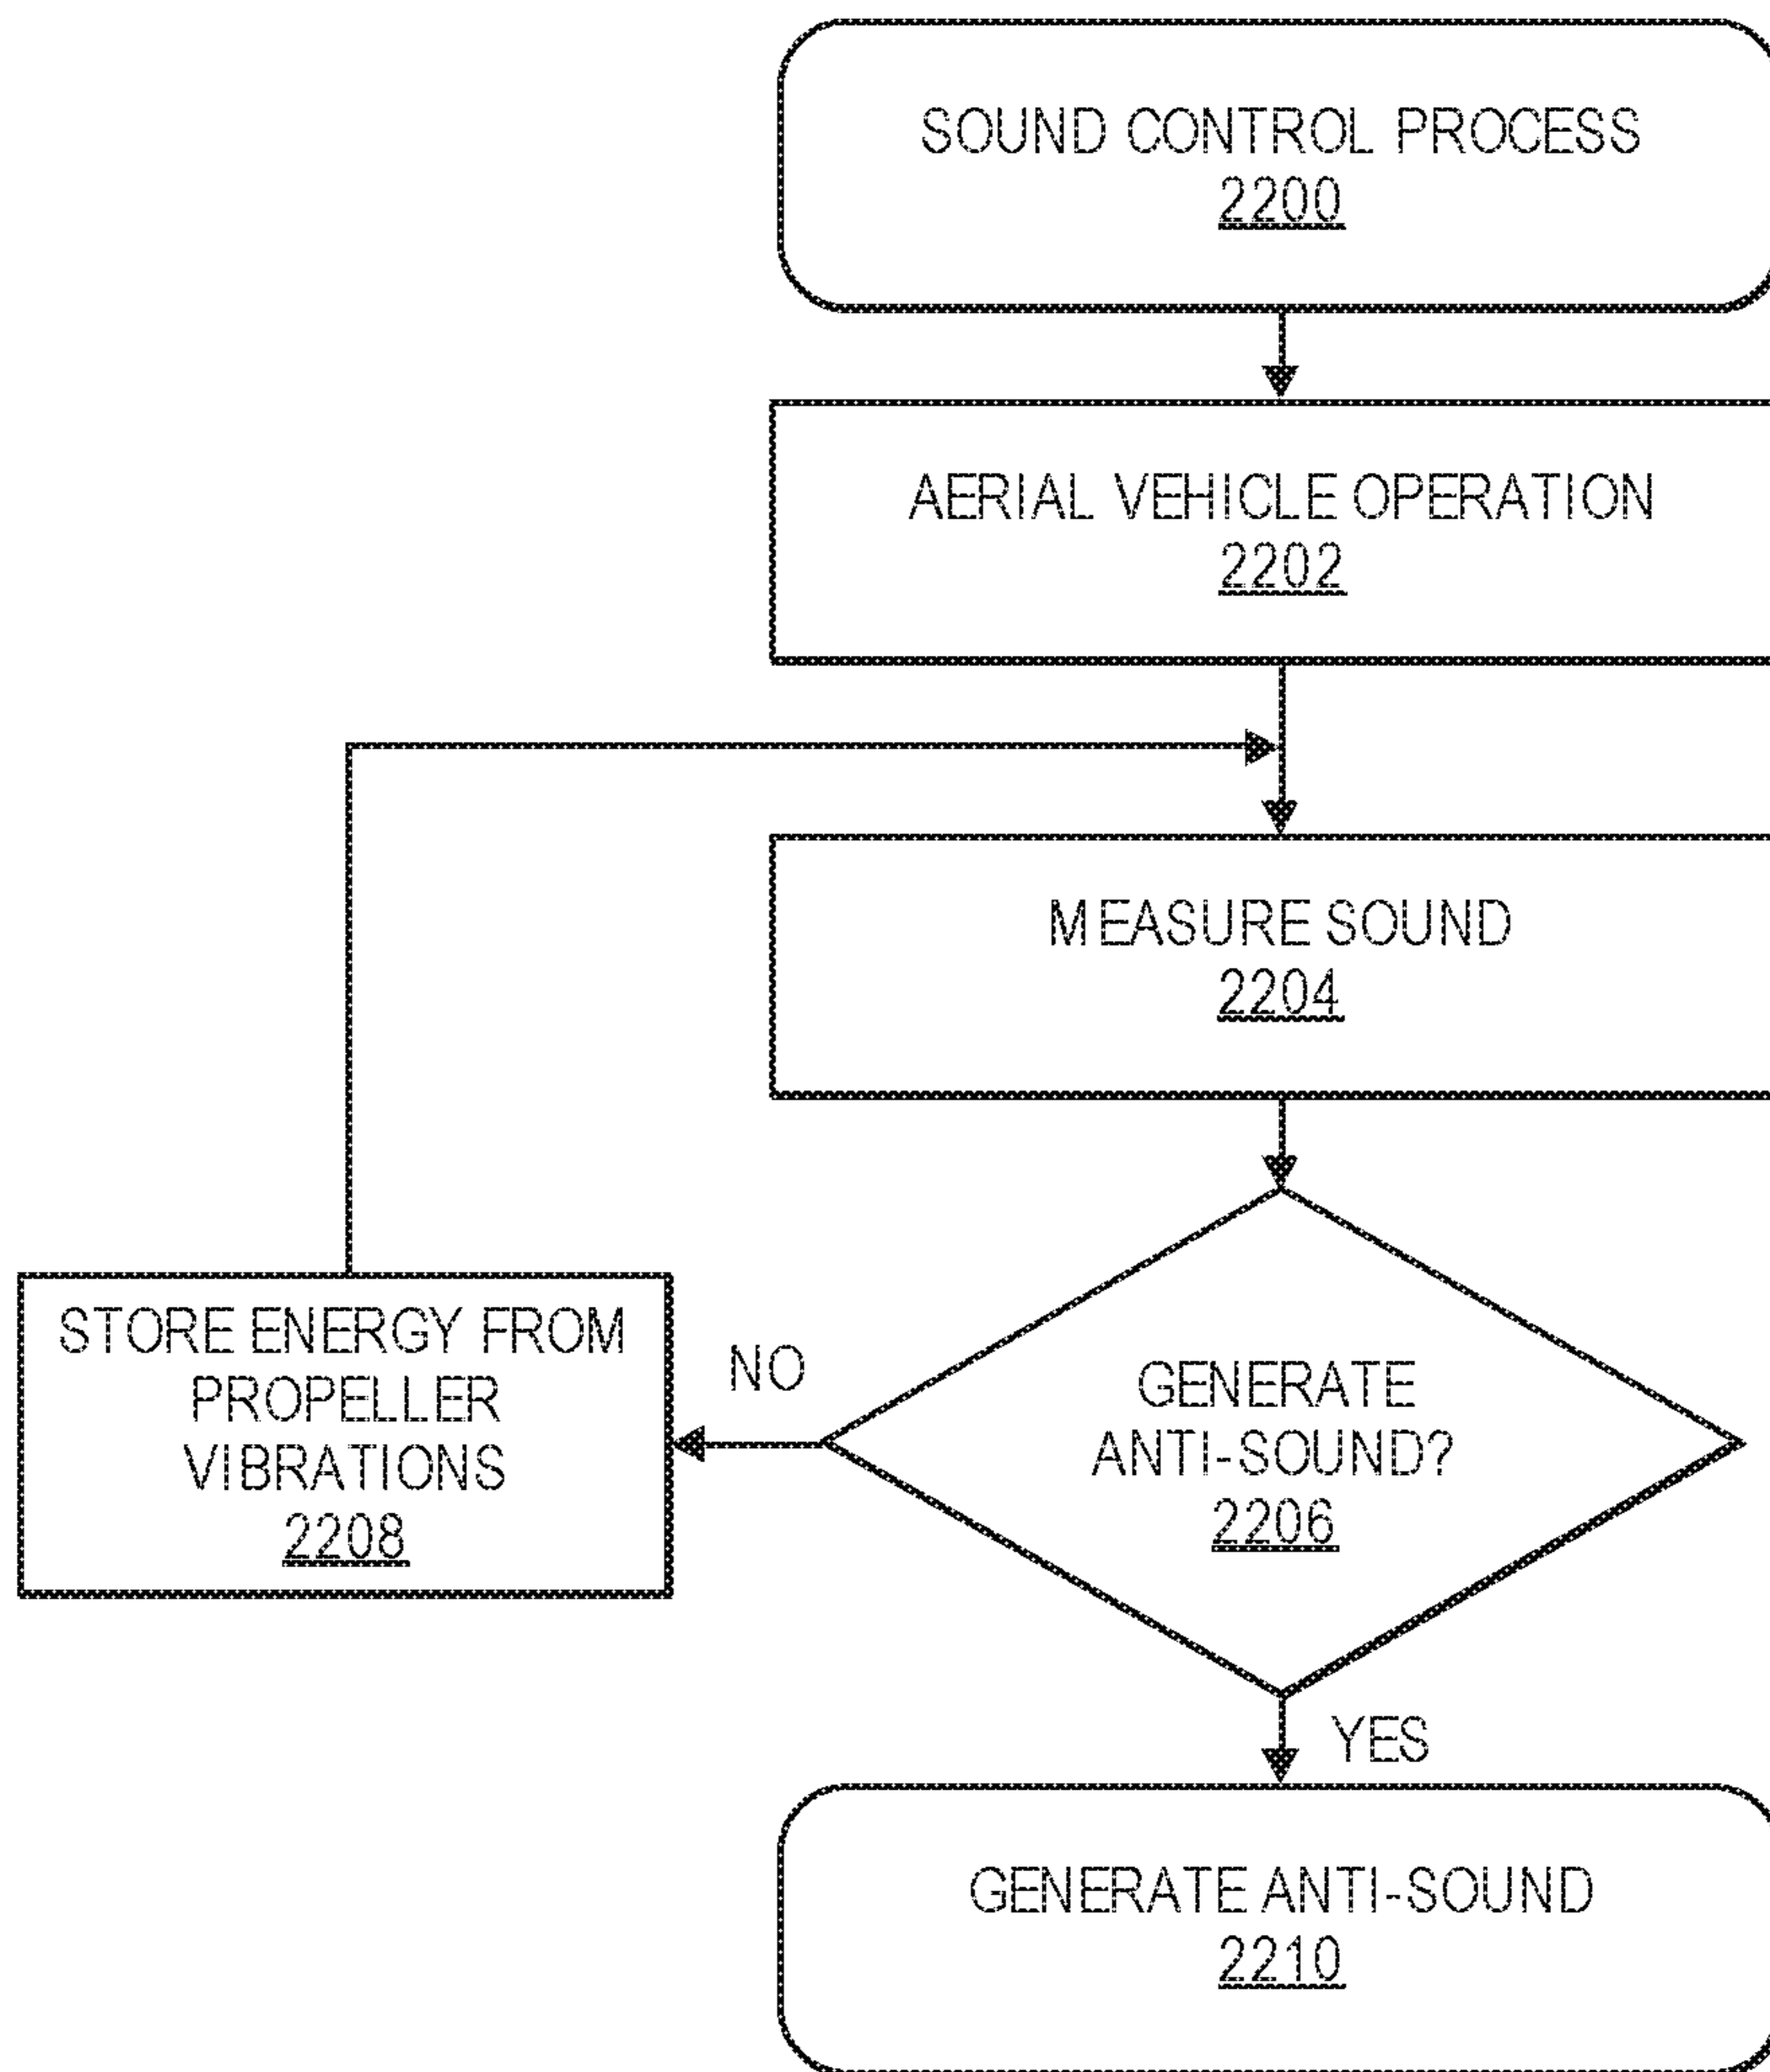 SOUND CONTROL PROCESS
2200
AERIAL VEHICLE OPERATION
2202
MEASURE SOUND
2204
STORE ENERGY FROM
PROPELLER
VIBRATIONS
2208
NO
GENERATE
ANTI-SOUND?
2206
YES
GENERATE ANTI-SOUND
2210